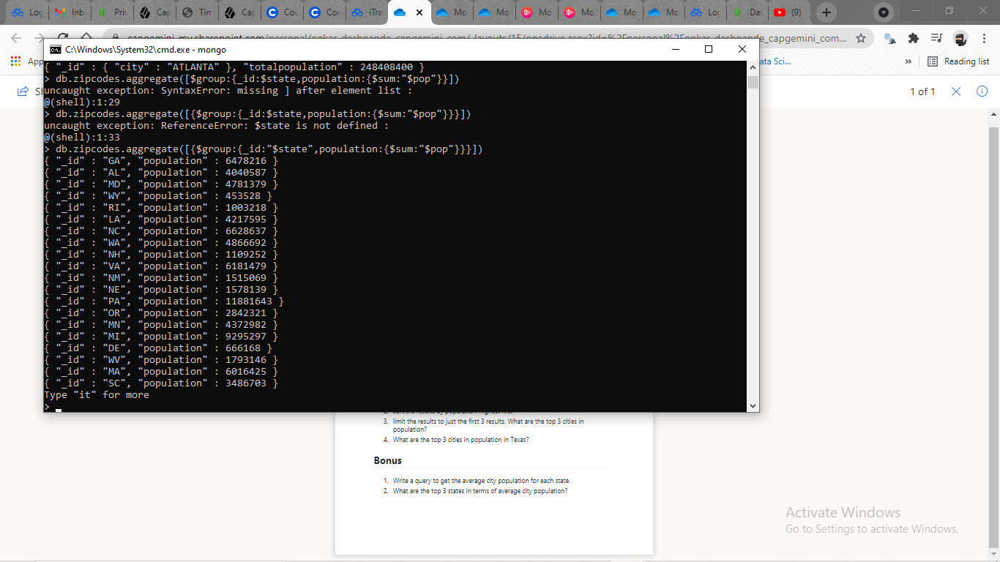 Log
Inb
Priv
Cap
Tim
Cap
Cou
Cou
iTra
Mo
Mo
Mo
Mo
Mo
Mo
Log
Dat
(9)
capgemini_my.sharepoint.com/personal/onkar_deshpande_capgemini_com/_layouts/15/onedrive.aspx?id=%2Fpersonal%2Fonkar_deshpande_capgemini_com...
App
ata Sci...
»
Reading list
Sh
1 of 1
C:\Windows\System32\cmd.exe - mongo
{ "_id" : { "city" : "ATLANTA" }, "totalpopulation" : 248408400 }
> db.zipcodes.aggregate([$group:{_id:$state,population:{$sum:"$pop"}}])
uncaught exception: SyntaxError: missing ] after element list :
@(shell):1:29
> db.zipcodes.aggregate([{$group:{_id:$state,population:{$sum:"$pop"}}}])
uncaught exception: ReferenceError: $state is not defined :
@(shell):1:33
> db.zipcodes.aggregate([{$group:{_id:"$state",population:{$sum:"$pop"}}}])
{ "_id" : "GA", "population" : 6478216 }
{ "_id" : "AL", "population" : 4040587 }
{ "_id" : "MD", "population" : 4781379 }
{ "_id" : "WY", "population" : 453528 }
{ "_id" : "RI", "population" : 1003218 }
{ "_id" : "LA", "population" : 4217595 }
{ "_id" : "NC", "population" : 6628637 }
{ "_id" : "WA", "population" : 4866692 }
{ "_id" : "NH", "population" : 1109252 }
{ "_id" : "VA", "population" : 6181479 }
{ "_id" : "NM", "population" : 1515069 }
{ "_id" : "NE", "population" : 1578139 }
{ "_id" : "PA", "population" : 11881643 }
{ "_id" : "OR", "population" : 2842321 }
{ "_id" : "MN", "population" : 4372982 }
{ "_id" : "MI", "population" : 9295297 }
{ "_id" : "DE", "population" : 666168 }
{ "_id" : "WV", "population" : 1793146 }
{ "_id" : "MA", "population" : 6016425 }
{ "_id" : "SC", "population" : 3486703 }
Type "it" for more
>
3. limit the results to just the first 3 results. What are the top 3 cities in
population?
4. What are the top 3 cities in population in Texas?
Bonus
1. Write a query to get the average city population for each state.
2. What are the top 3 states in terms of average city population?
Activate Windows
Go to Settings to activate Windows.